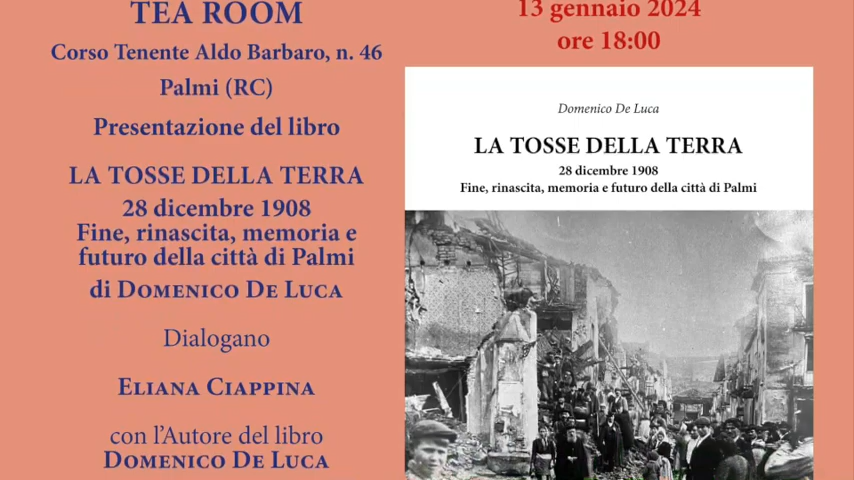 TEA ROOM
Corso Tenente Aldo Barbaro, n. 46
Palmi (RC)
Presentazione del libro
LA TOSSE DELLA TERRA
28 dicembre 1908
Fine, rinascita, memoria e
futuro della città di Palmi
di DOMENICO DE LUCA
Dialogano
ELIANA CIAPPINA
con l'Autore del libro
DOMENICO DE LUCA
13 gennaio 2024
ore 18:00
Domenico De Luca
LA TOSSE DELLA TERRA
28 dicembre 1908
Fine, rinascita, memoria e futuro della città di Palmi